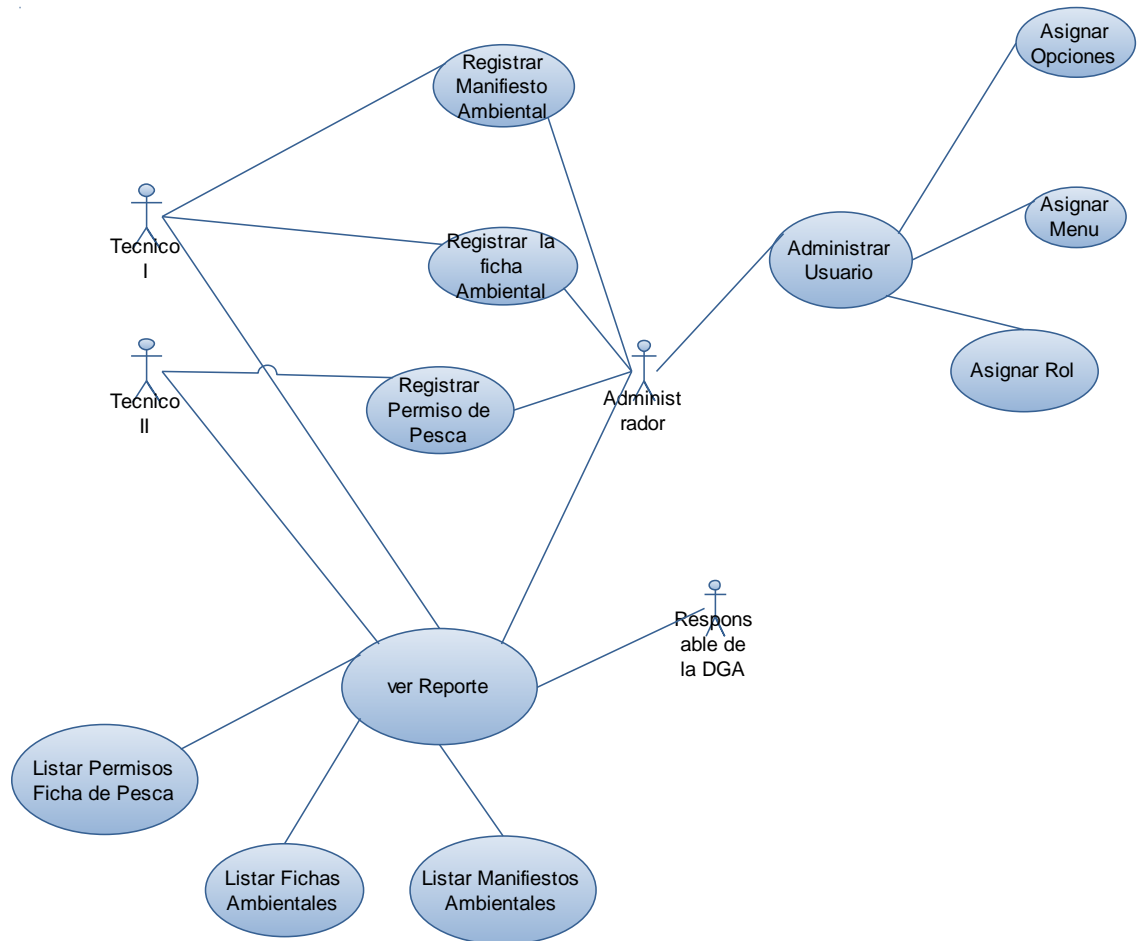 Asignar
Opciones
Registrar
Manifiesto
Ambiental
Asignar
Menu
Tecnico
I
Registrar  la
ficha
Ambiental
Administrar
Usuario
Asignar Rol
Tecnico
II
Registrar
Permiso de
Pesca
Administ
rador
Respons
able de
la DGA
ver Reporte
Listar Permisos
Ficha de Pesca
Listar Fichas
Ambientales
Listar Manifiestos
Ambientales